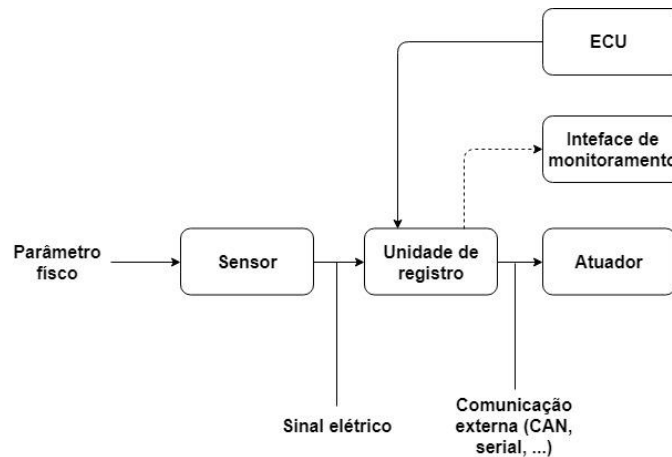 ECU
Inteface de
monitoramento
Parâmetro
físco
Sensor
Unidade de
registro
Atuador
Sinal elétrico
Comunicação
externa (CAN,
serial, ...)